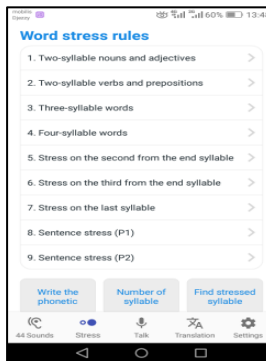 60% 13:4
Word stress rules
1. Two-syllable nouns and adjectives
2. Two-syllable verbs and prepositions
3. Three-syllable words
4. Four-syllable words
5. Stress on the second from the end syllable
6. Stress on the third from the end syllable
7. Stress on the last syllable
8. Sentence stress (P1)
9. Sentence stress (P2)
Write the phonetic
Number of syllable
Find stressed syllable
44 Sounds Stress Talk Translation Settings